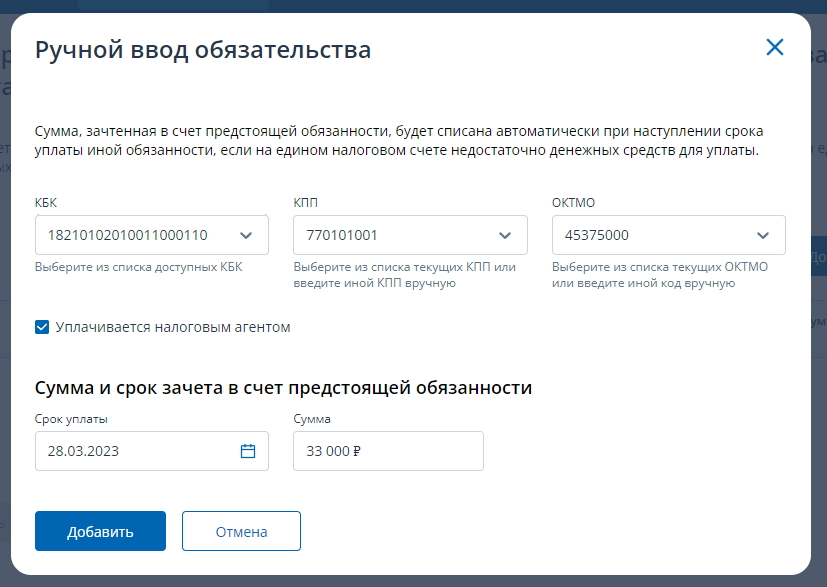 Ручной ввод обязательства
Сумма, зачтенная в счет предстоящей обязанности, будет списана автоматически при наступлении срока
уплаты иной обязанности, если на едином налоговом счете недостаточно денежных средств для уплаты.
КБК
КПП
ОКТМО
18210102010011000110
770101001
45375000
Выберите из списка доступных КБК
Выберите из списка текущих КПП или
введите иной КПП вручную
Выберите из списка текущих ОКТМО
или введите иной код вручную
Уплачивается налоговым агентом
Сумма и срок зачета в счет предстоящей обязанности
Срок уплаты
Сумма
28.03.2023
33 000 ₽
Добавить
Отмена